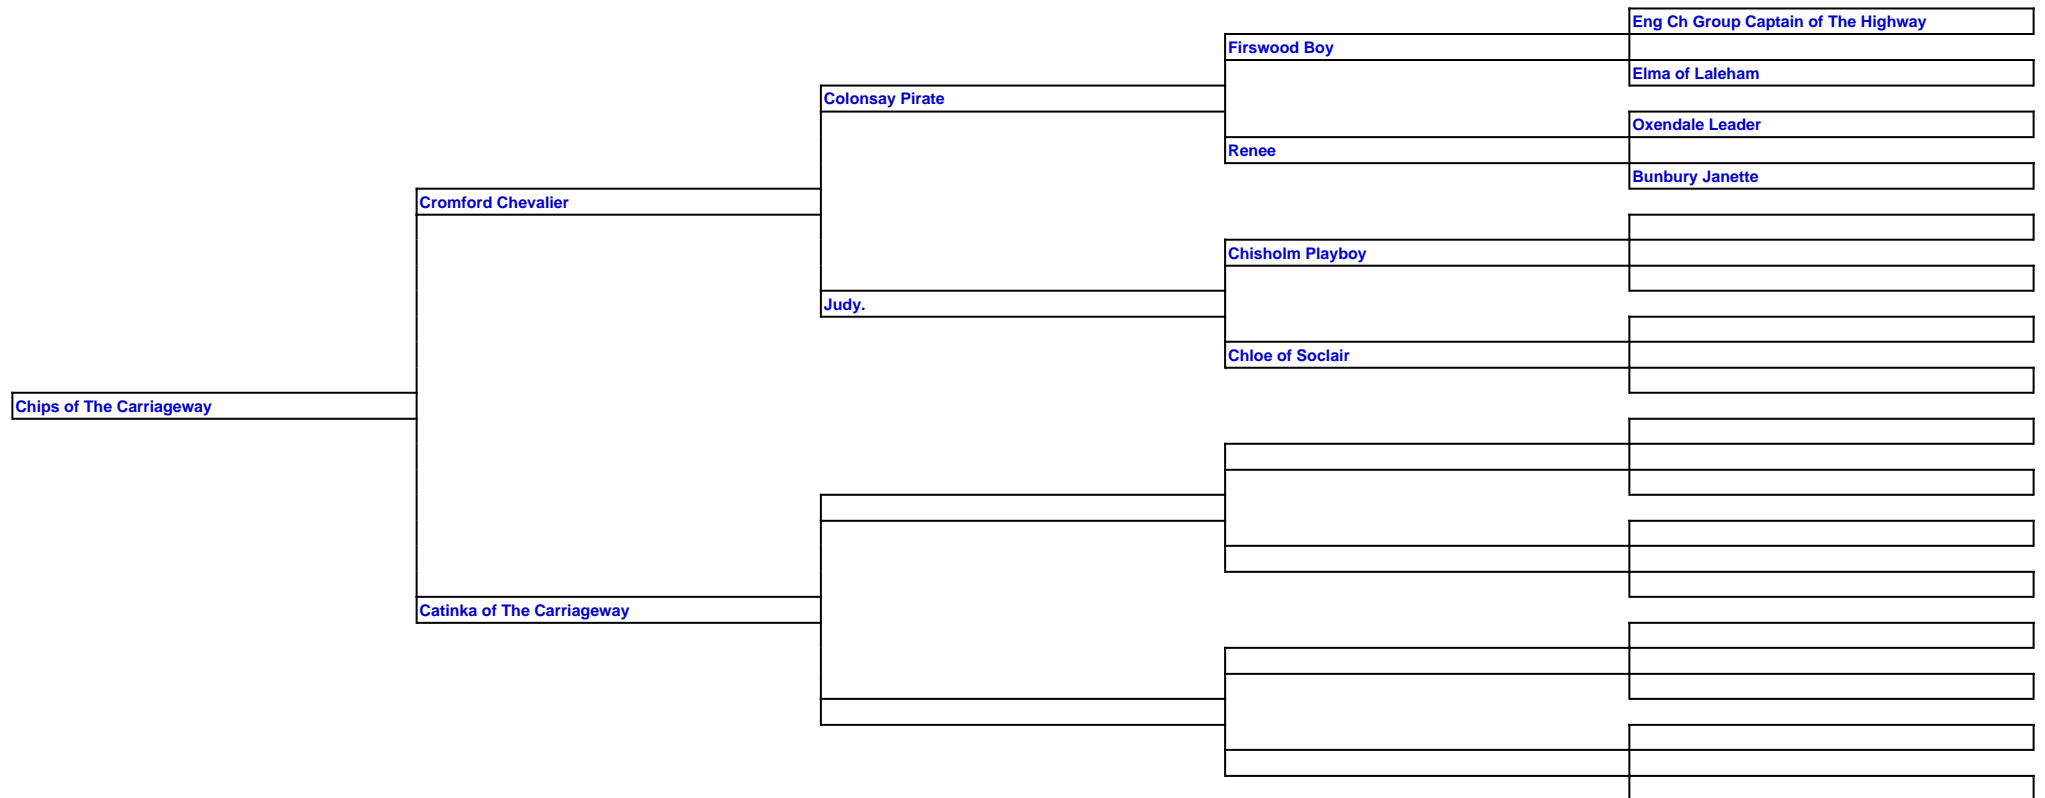 Eng Ch Group Captain of The Highway
Firswood Boy
Elma of Laleham
Colonsay Pirate
Oxendale Leader
Renee
Bunbury Janette
Cromford Chevalier
Chisholm Playboy
Judy.
Chloe of Soclair
Chips of The Carriageway
Catinka of The Carriageway